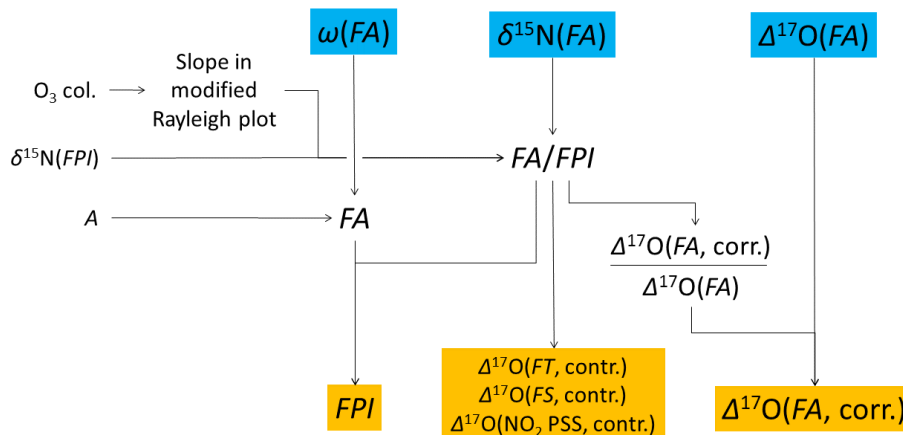 ω(FA)
δ¹⁵N(FA)
Δ¹⁷O(FA)
O₃ col.
Slope in
modified
Rayleigh plot
δ¹⁵N(FPI)
FA/FPI
A
FA
Δ¹⁷O(FA, corr.)
Δ¹⁷O(FA)
FPI
Δ¹⁷O(FT, contr.)
Δ¹⁷O(FS, contr.)
Δ¹⁷O(NO₂ PSS, contr.)
Δ¹⁷O(FA, corr.)